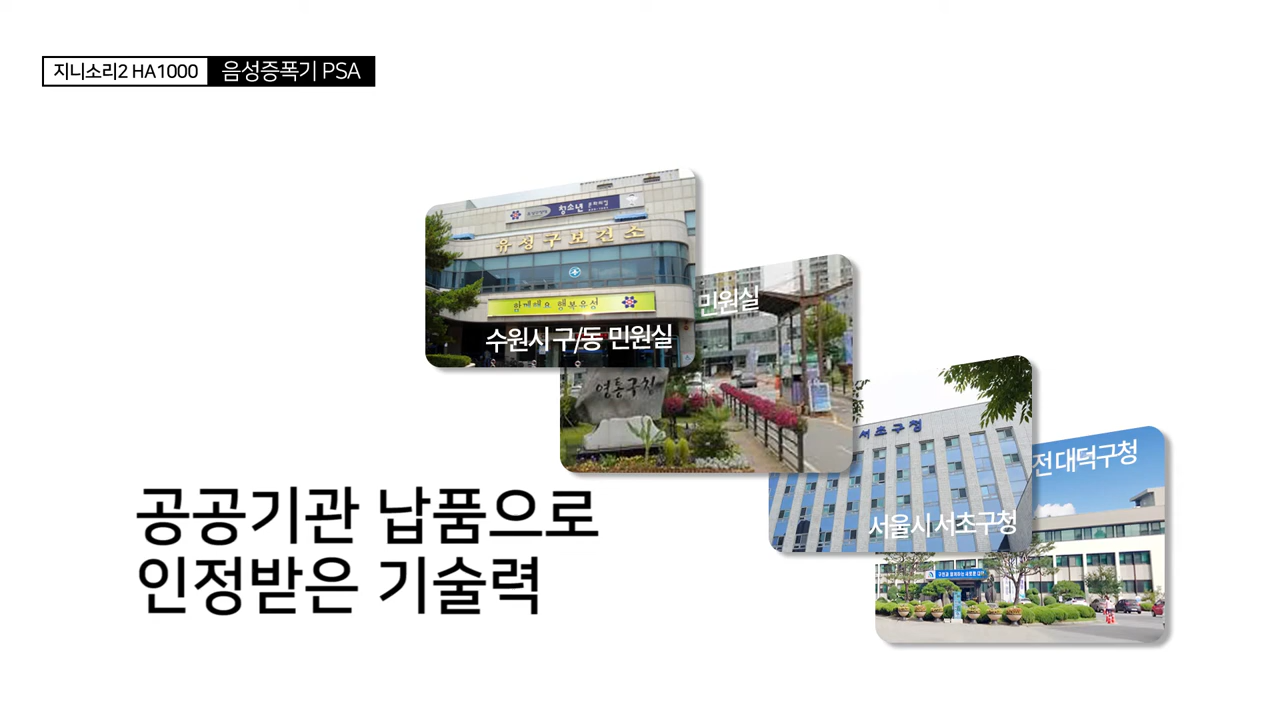 지니소리2 HA1000 음성증폭기 PSA
청소년
유성구보건소
함께해요 행복유성
수원시 구/동 민원실
민원실
영통구청
서초구청
서울시 서초구청
전 대덕구청
공공기관 납품으로
인정받은 기술력